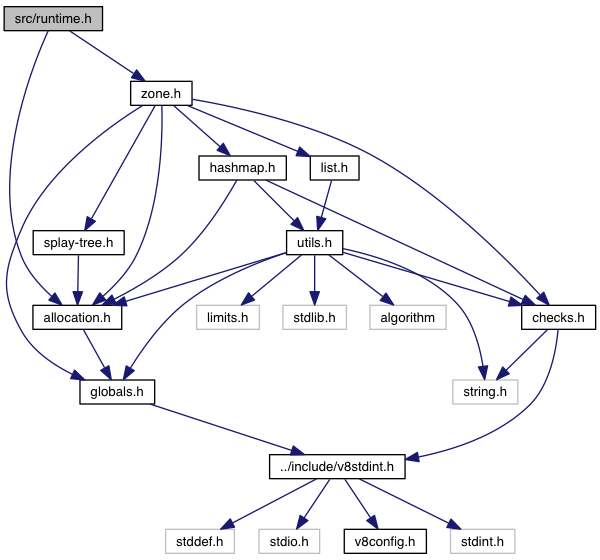 src/runtime.h
zone.h
hashmap.h
list.h
splay-tree.h
utils.h
allocation.h
limits.h
stdlib.h
algorithm
checks.h
globals.h
string.h
../include/v8stdint.h
stddef.h
stdio.h
v8config.h
stdint.h